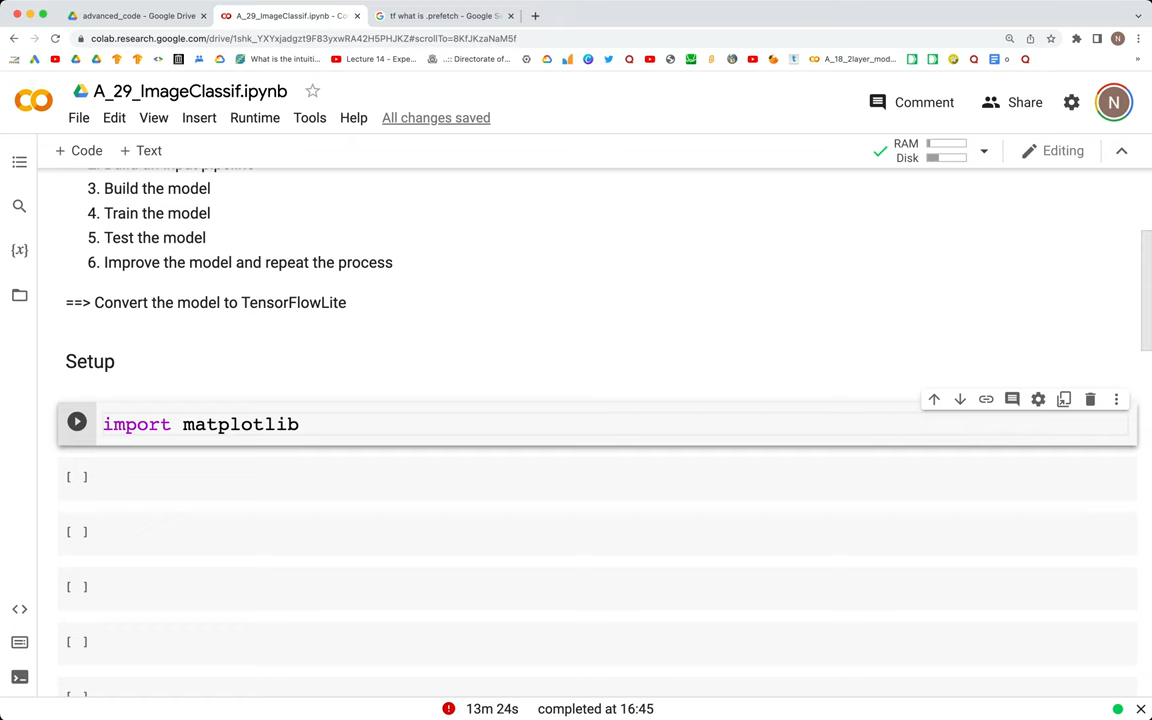 advanced_code - Google Drive
A_29_ImageClassif.ipynb - Co
tf what is .prefetch - Google S
colab.research.google.com/drive/1shk_YXYxjadgzt9F83yxwRA42H5PHJKZ#scrollTo=8KfJKzaNaM5f
N
What is the intuiti...
Lecture 14 - Expe...
..:: Directorate of...
A_18_2layer_mod...
o
»
A_29_ImageClassif.ipynb
Comment
Share
N
File Edit View Insert Runtime Tools Help All changes saved
+ Code + Text
RAM
Disk
Editing
3. Build the model
4. Train the model
5. Test the model
6. Improve the model and repeat the process
==> Convert the model to TensorFlowLite
Setup
import matplotlib
[ ]
[ ]
[ ]
[ ]
{x}
13m 24s completed at 16:45